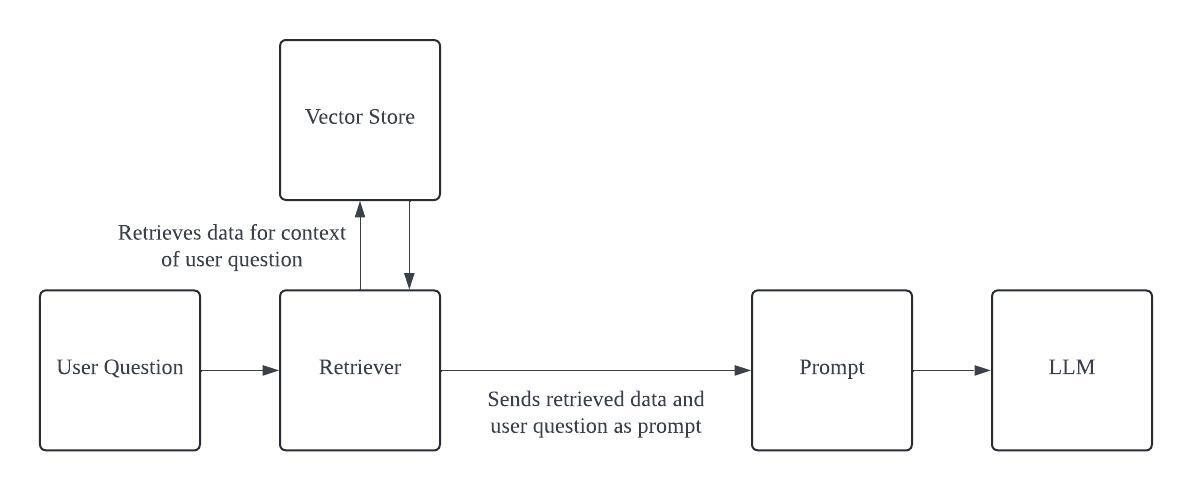 Vector Store
Retrieves data for context
of user question
User Question
Retriever
Sends retrieved data and
user question as prompt
Prompt
LLM